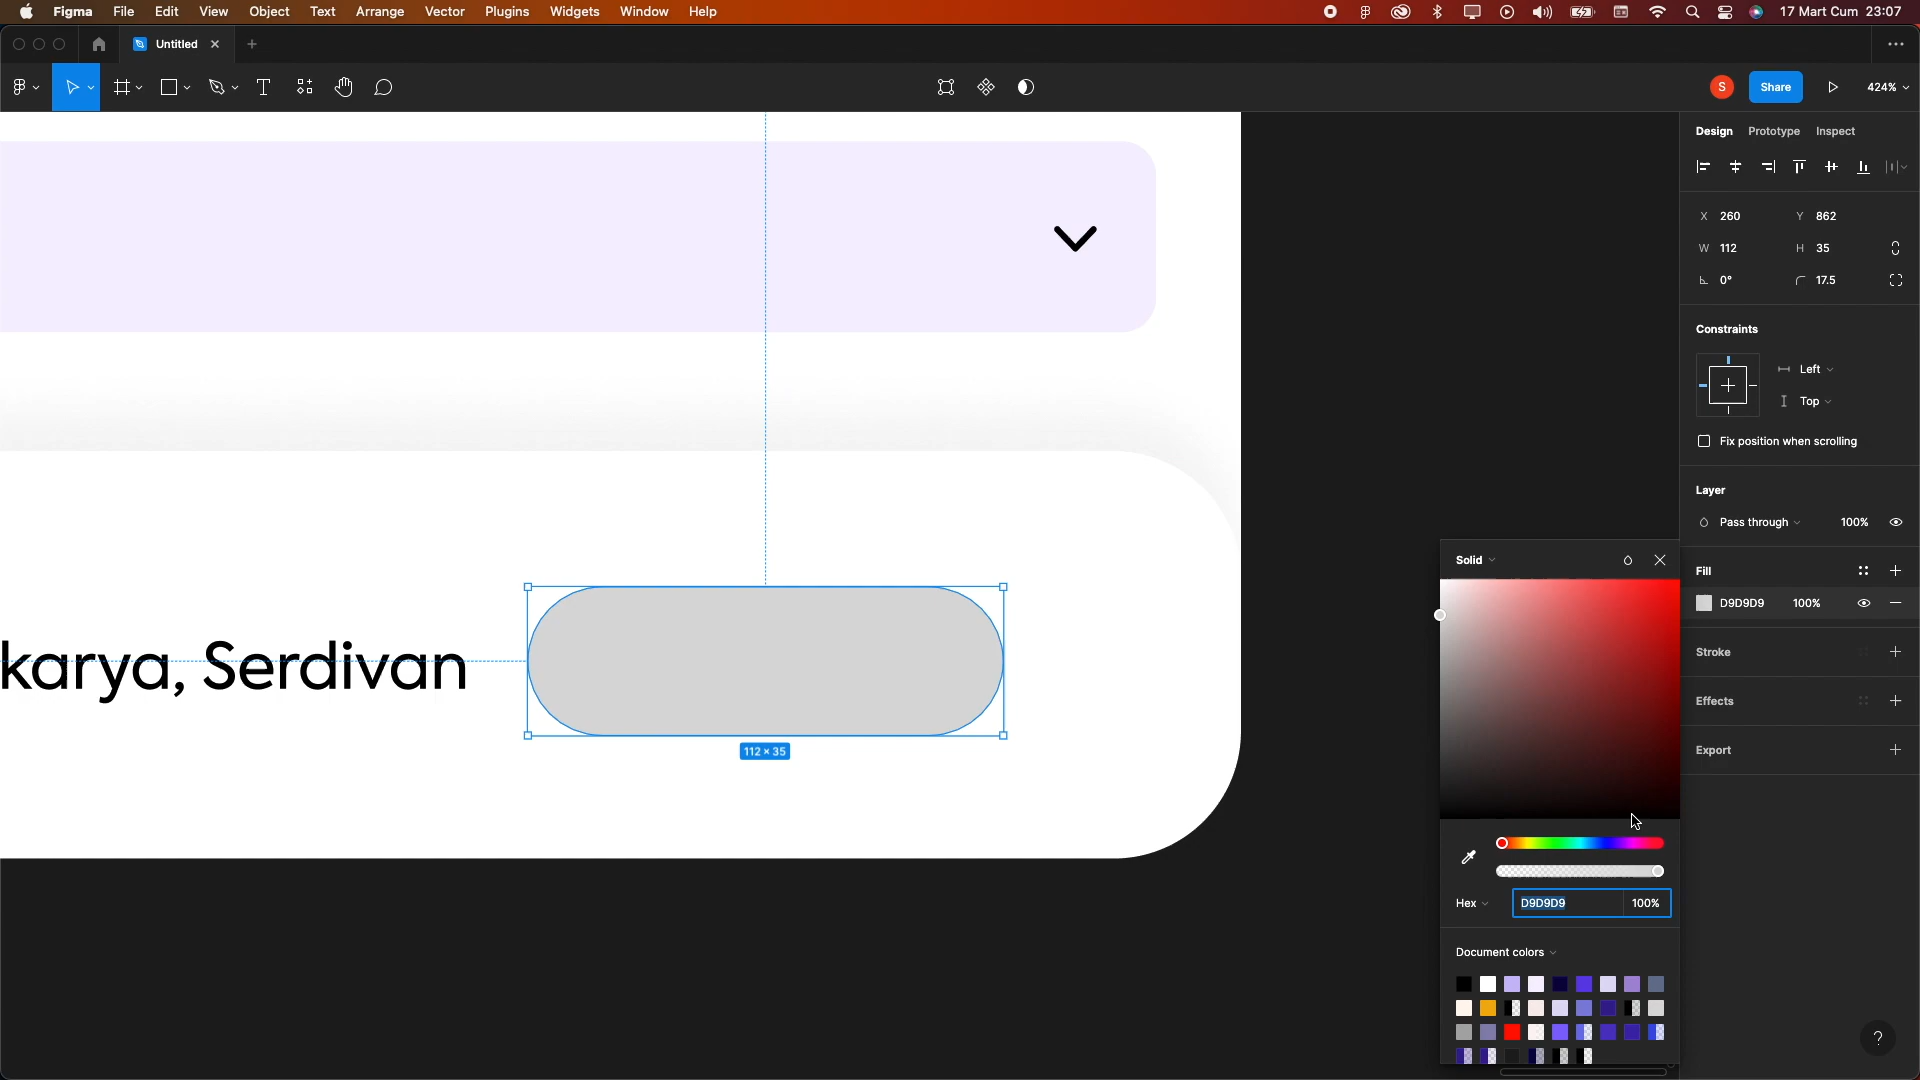 Figma File Edit View Object Text Arrange Vector Plugins Widgets Window Help 17 Mart Cum 23:07
Untitled
S Share 424%
Design Prototype Inspect
X 260 Y 862
W 112 H 35
0° 17.5
Constraints
Left
Top
Fix position when scrolling
Layer
Pass through 100%
Fill
D9D9D9 100%
Stroke
Effects
Export
karya, Serdivan
112 × 35
Solid
Hex D9D9D9 100%
Document colors
?